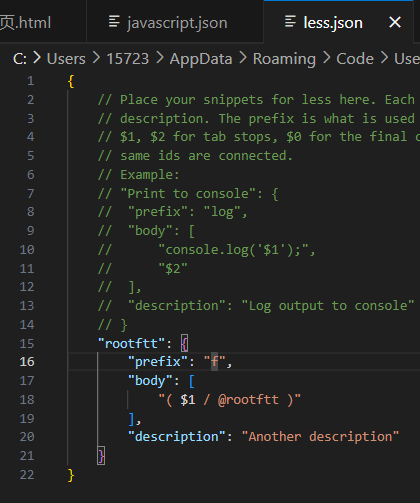 页.html
javascript.json
less.json
C: > Users > 15723 > AppData > Roaming > Code > Use
1 {
2 // Place your snippets for less here. Each
3 // description. The prefix is what is used
4 // $1, $2 for tab stops, $0 for the final c
5 // same ids are connected.
6 // Example:
7 // "Print to console": {
8 // "prefix": "log",
9 // "body": [
10 // "console.log('$1');",
11 // "$2"
12 // ],
13 // "description": "Log output to console"
14 // }
15 "rootftt": {
16 "prefix": "f",
17 "body": [
18 "( $1 / @rootftt )"
19 ],
20 "description": "Another description"
21 }
22 }